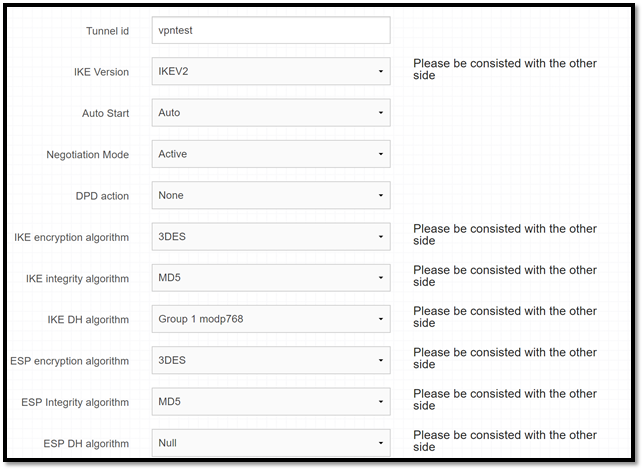 Tunnel id vpntest
IKE Version IKEV2 Please be consisted with the other
side
Auto Start Auto
Negotiation Mode Active
DPD action None
IKE encryption algorithm 3DES Please be consisted with the other
side
IKE integrity algorithm MD5 Please be consisted with the other
side
IKE DH algorithm Group 1 modp768 Please be consisted with the other
side
ESP encryption algorithm 3DES Please be consisted with the other
side
ESP Integrity algorithm MD5 Please be consisted with the other
side
ESP DH algorithm Null Please be consisted with the other
side